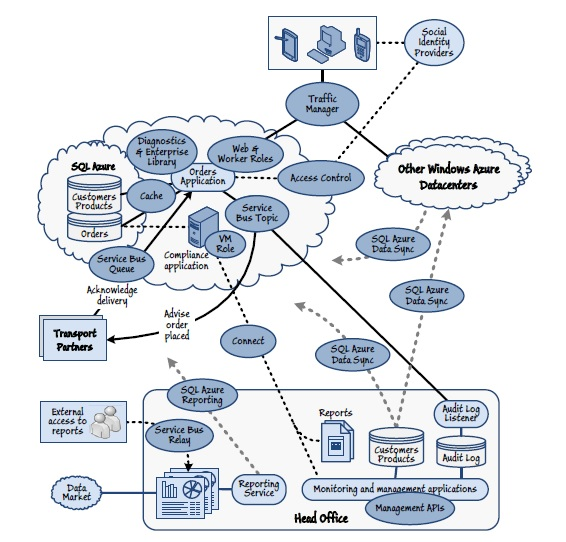 Social
Identity
Providers
Traffic
Manager
Diagnostics
& Enterprise
Library
Web &
Worker Roles
SQL Azure
Orders
Application
Access Control
Other Windows Azure
Datacenters
Customers
Products
Cache
Service
Bus Topic
Orders
VM
Role
SQL Azure
Data Sync
Compliance
application
Service Bus
Queue
Acknowledge
delivery
SQL Azure
Data Sync
Advise
order
placed
Transport
Partners
Connect
SQL Azure
Data Sync
SQL Azure
Reporting
External
access to
reports
Service Bus
Relay
Reports
Audit Log
Listener
Customers
Products
Audit Log
Data
Market
Reporting
Service
Monitoring and management applications
Management APIs
Head Office